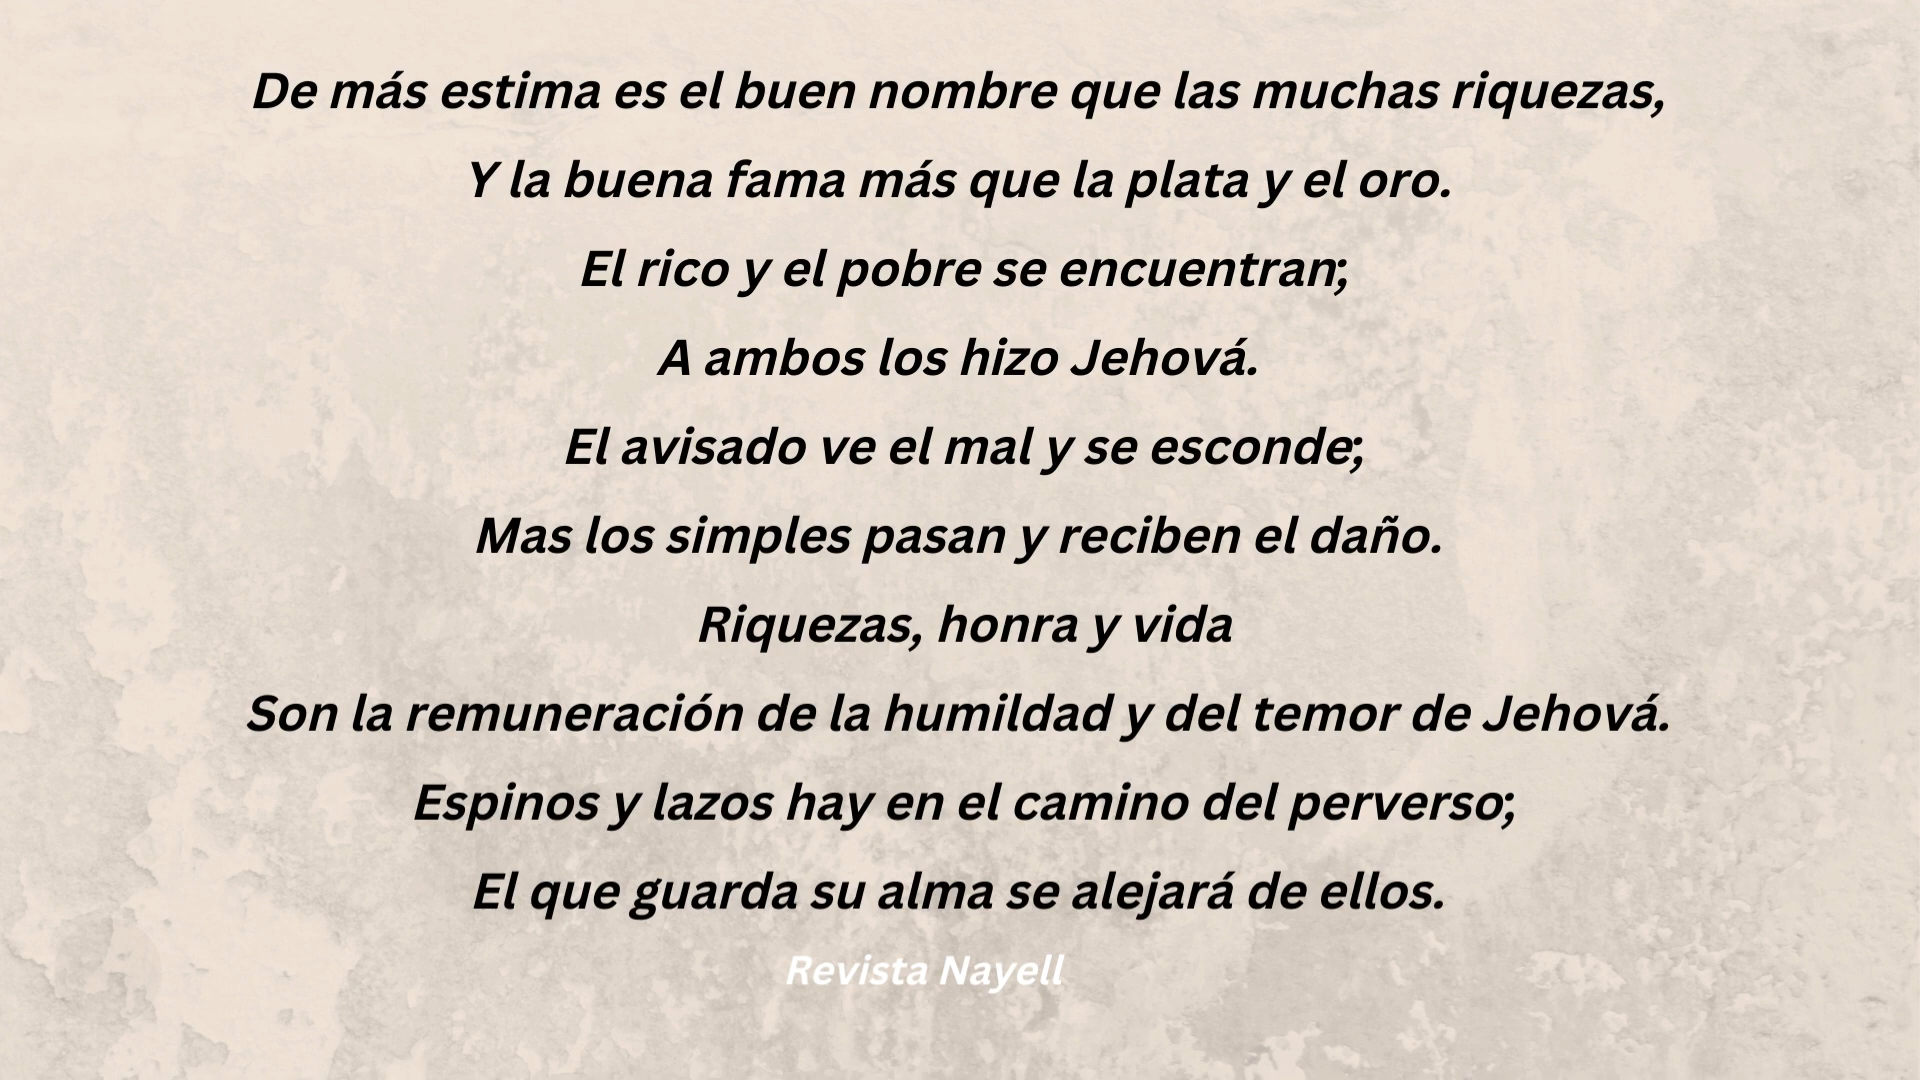 De más estima es el buen nombre que las muchas riquezas,
Y la buena fama más que la plata y el oro.
El rico y el pobre se encuentran;
A ambos los hizo Jehová.
El avisado ve el mal y se esconde;
Mas los simples pasan y reciben el daño.
Riquezas, honra y vida
Son la remuneración de la humildad y del temor de Jehová.
Espinos y lazos hay en el camino del perverso;
El que guarda su alma se alejará de ellos.
Revista Nayell